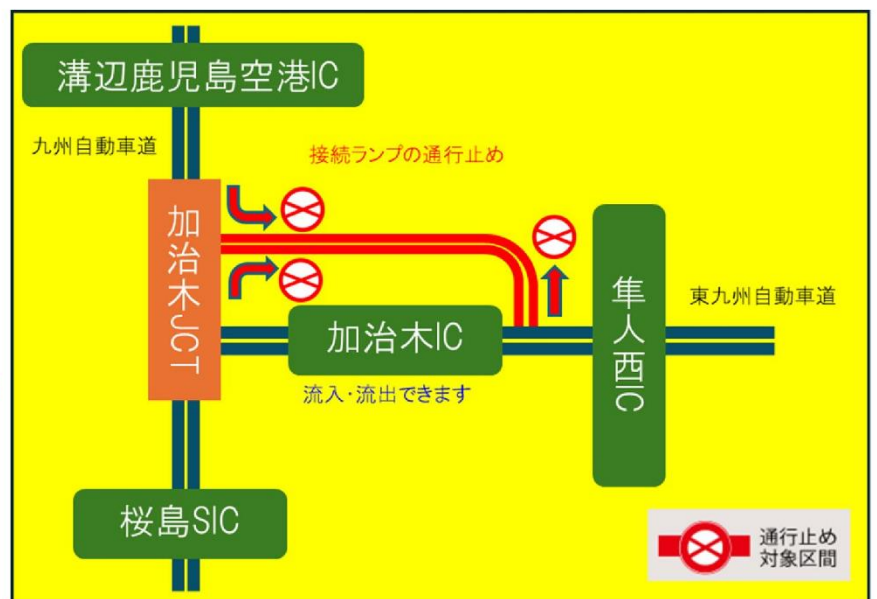 溝辺鹿児島空港IC
九州自動車道
接続ランプの通行止め
加治木JCT
隼人西IC
東九州自動車道
加治木IC
流入・流出できます
桜島SIC
通行止め
対象区間